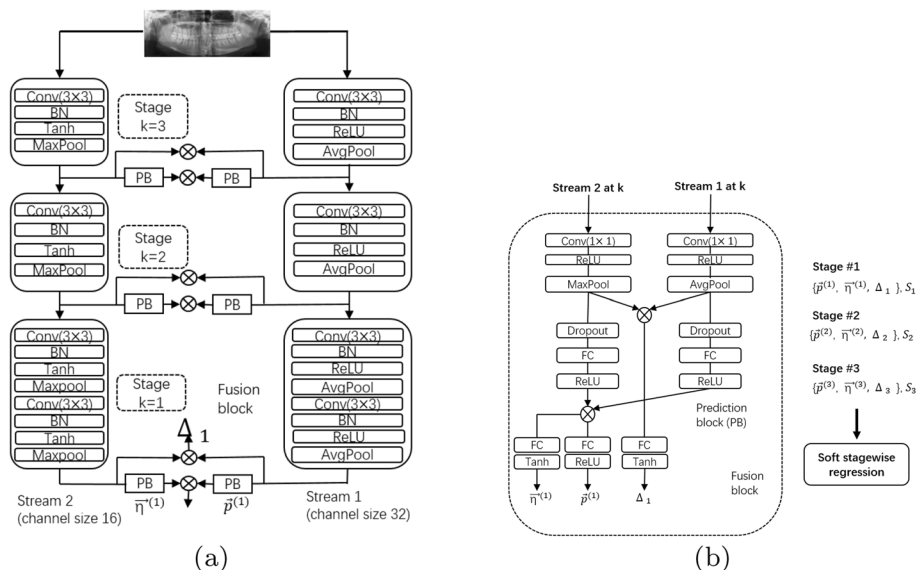 Conv(3×3)
BN
Tanh
MaxPool
Stage
k=3
Conv(3×3)
BN
ReLU
AvgPool
PB
PB
Conv(3×3)
BN
Tanh
MaxPool
Stage
k=2
Conv(3×3)
BN
ReLU
AvgPool
PB
PB
Conv(3×3)
BN
Tanh
Maxpool
Conv(3×3)
BN
Tanh
Maxpool
Stage
k=1
Fusion
block
Δ 1
Conv(3×3)
BN
ReLU
AvgPool
Conv(3×3)
BN
ReLU
AvgPool
PB
PB
Stream 2
(channel size 16)
η⃗⁽¹⁾
p⃗⁽¹⁾
Stream 1
(channel size 32)
(a)
Stream 2 at k
Stream 1 at k
Conv(1×1)
ReLU
MaxPool
Conv(1×1)
ReLU
AvgPool
Dropout
FC
ReLU
Dropout
FC
ReLU
Prediction
block (PB)
FC
Tanh
FC
ReLU
FC
Tanh
Fusion
block
η⃗⁽¹⁾
p⃗⁽¹⁾
Δ₁
(b)
Stage #1
{p⃗⁽¹⁾, η⃗⁽¹⁾, Δ₁ }, S₁
Stage #2
{p⃗⁽²⁾, η⃗⁽²⁾, Δ₂ }, S₂
Stage #3
{p⃗⁽³⁾, η⃗⁽³⁾, Δ₃ }, S₃
Soft stagewise
regression